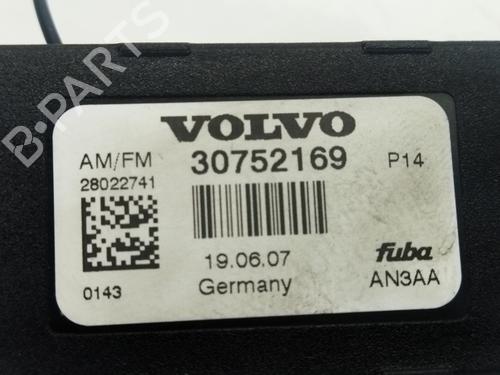 VOLVO
AM/FM 30752169 P14
28022741
19.06.07 fuba
0143 Germany AN3AA
B-PARTS